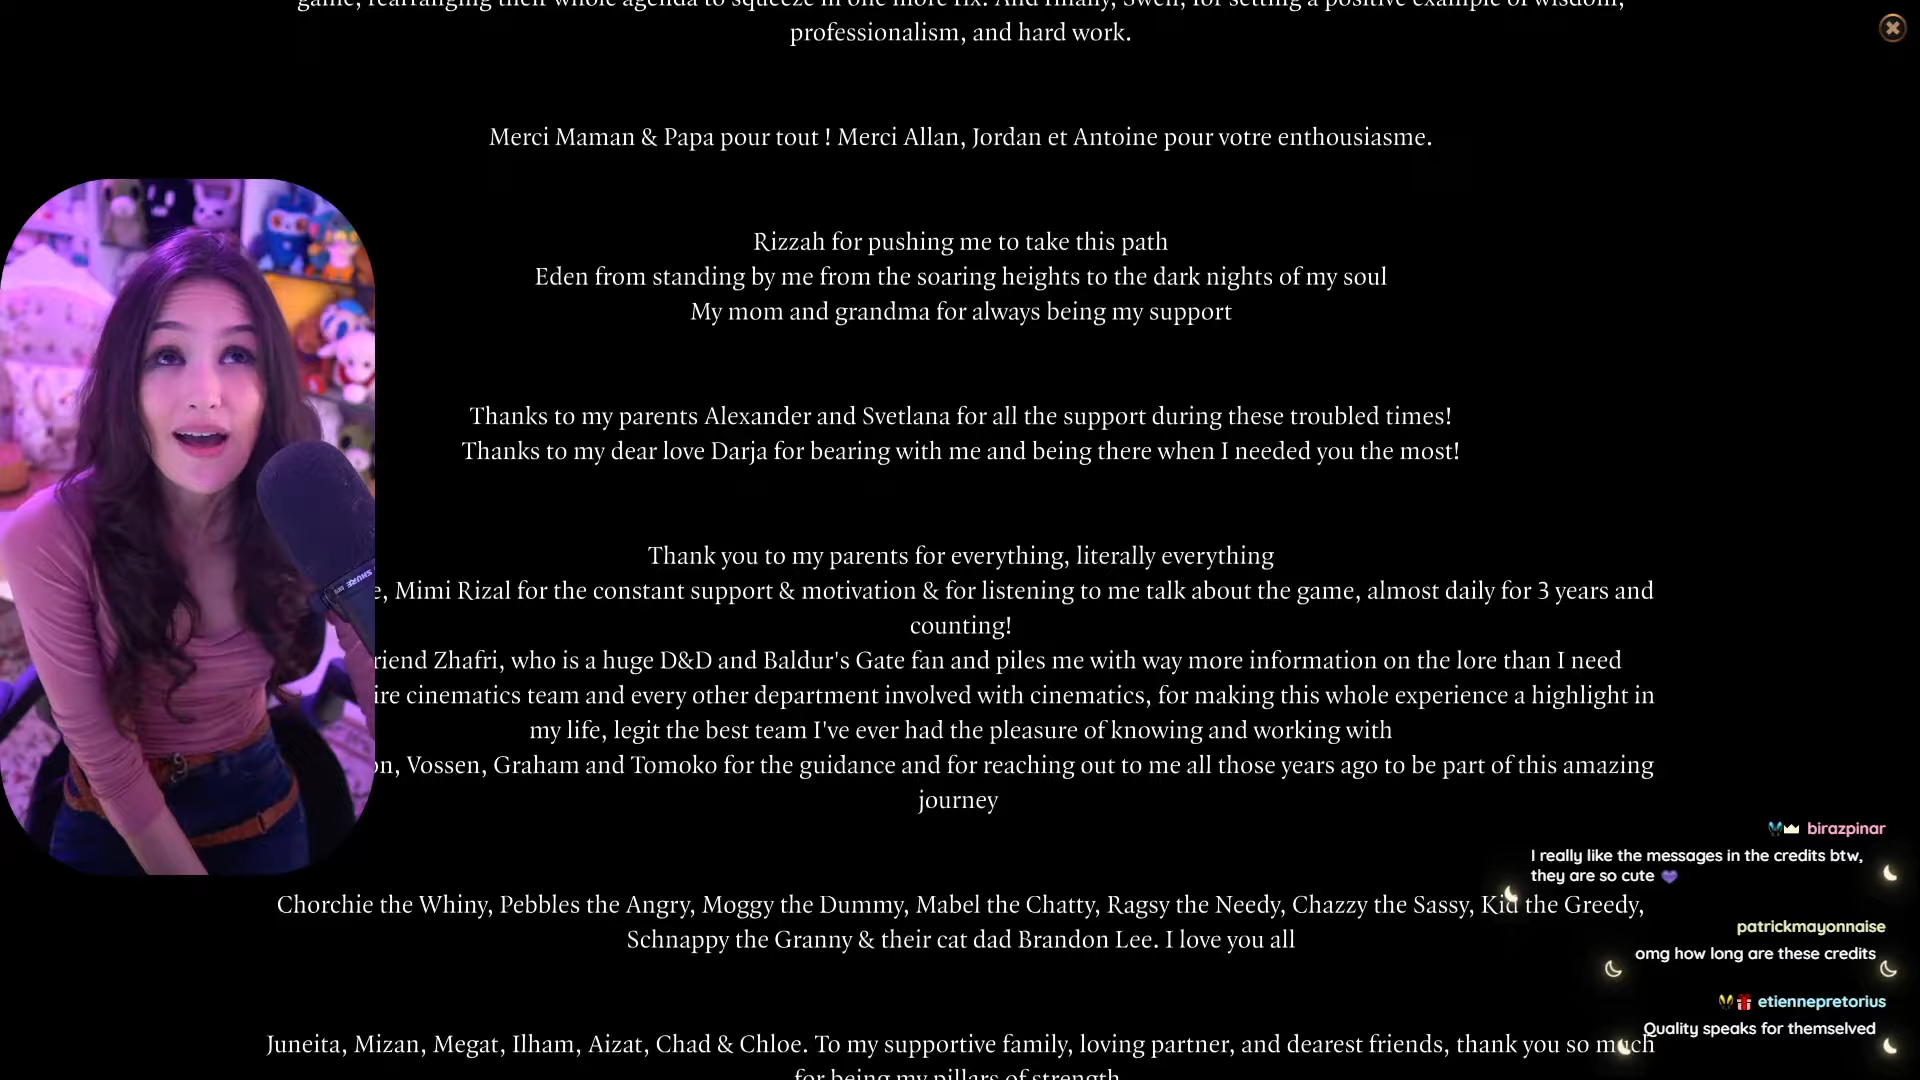 professionalism, and hard work.
Merci Maman & Papa pour tout ! Merci Allan, Jordan et Antoine pour votre enthousiasme.
Rizzah for pushing me to take this path
Eden from standing by me from the soaring heights to the dark nights of my soul
My mom and grandma for always being my support
Thanks to my parents Alexander and Svetlana for all the support during these troubled times!
Thanks to my dear love Darja for bearing with me and being there when I needed you the most!
Thank you to my parents for everything, literally everything
e, Mimi Rizal for the constant support & motivation & for listening to me talk about the game, almost daily for 3 years and
counting!
riend Zhafri, who is a huge D&D and Baldur's Gate fan and piles me with way more information on the lore than I need
ire cinematics team and every other department involved with cinematics, for making this whole experience a highlight in
my life, legit the best team I've ever had the pleasure of knowing and working with
on, Vossen, Graham and Tomoko for the guidance and for reaching out to me all those years ago to be part of this amazing
journey
SHURE
birazpinar
I really like the messages in the credits btw,
they are so cute 💜
Chorchie the Whiny, Pebbles the Angry, Moggy the Dummy, Mabel the Chatty, Ragsy the Needy, Chazzy the Sassy, Kid the Greedy,
Schnappy the Granny & their cat dad Brandon Lee. I love you all
patrickmayonnaise
omg how long are these credits
etiennepretorius
Quality speaks for themselved
Juneita, Mizan, Megat, Ilham, Aizat, Chad & Chloe. To my supportive family, loving partner, and dearest friends, thank you so much
for being my pillars of strength